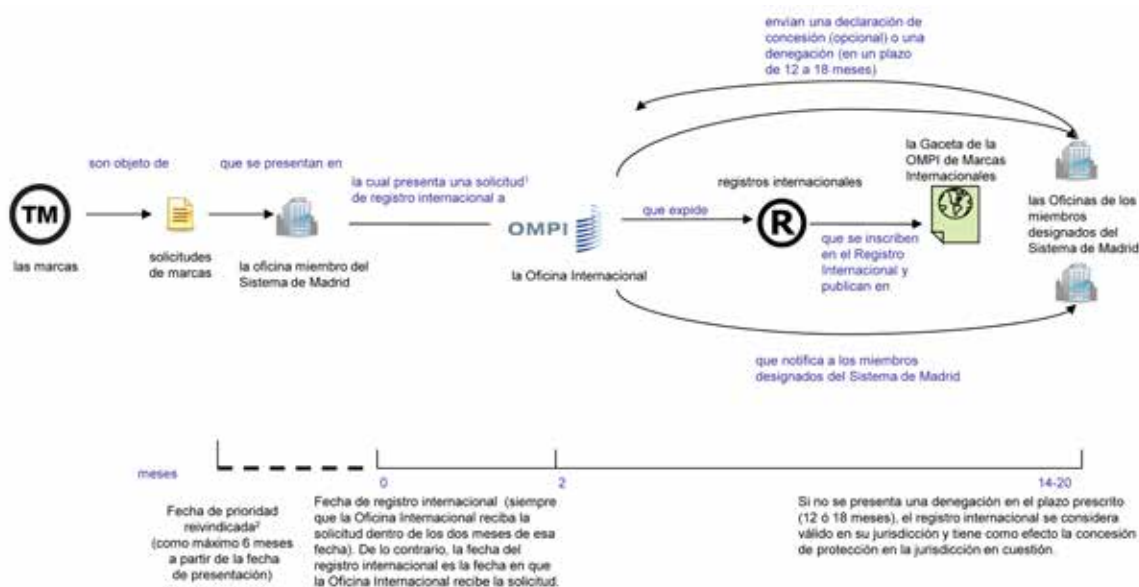 envían una declaración de
concesión (opcional) o una
denegación (en un plazo
de 12 a 18 meses)
son objeto de
que se presentan en
la cual presenta una solicitud¹
de registro internacional a
TM
las marcas
solicitudes
de marcas
la oficina miembro del
Sistema de Madrid
OMPI
la Oficina Internacional
que expide
registros internacionales
R
que se inscriben
en el Registro
Internacional y
publican en
la Gaceta de la
OMPI de Marcas
Internacionales
las Oficinas de los
miembros
designados del
Sistema de Madrid
que notifica a los miembros
designados del Sistema de Madrid
meses
0
2
14-20
Fecha de prioridad
reivindicada²
(como máximo 6 meses
a partir de la fecha
de presentación)
Fecha de registro internacional (siempre
que la Oficina Internacional reciba la
solicitud dentro de los dos meses de esa
fecha). De lo contrario, la fecha del
registro internacional es la fecha en que
la Oficina Internacional recibe la solicitud.
Si no se presenta una denegación en el plazo prescrito
(12 ó 18 meses), el registro internacional se considera
válido en su jurisdicción y tiene como efecto la concesión
de protección en la jurisdicción en cuestión.